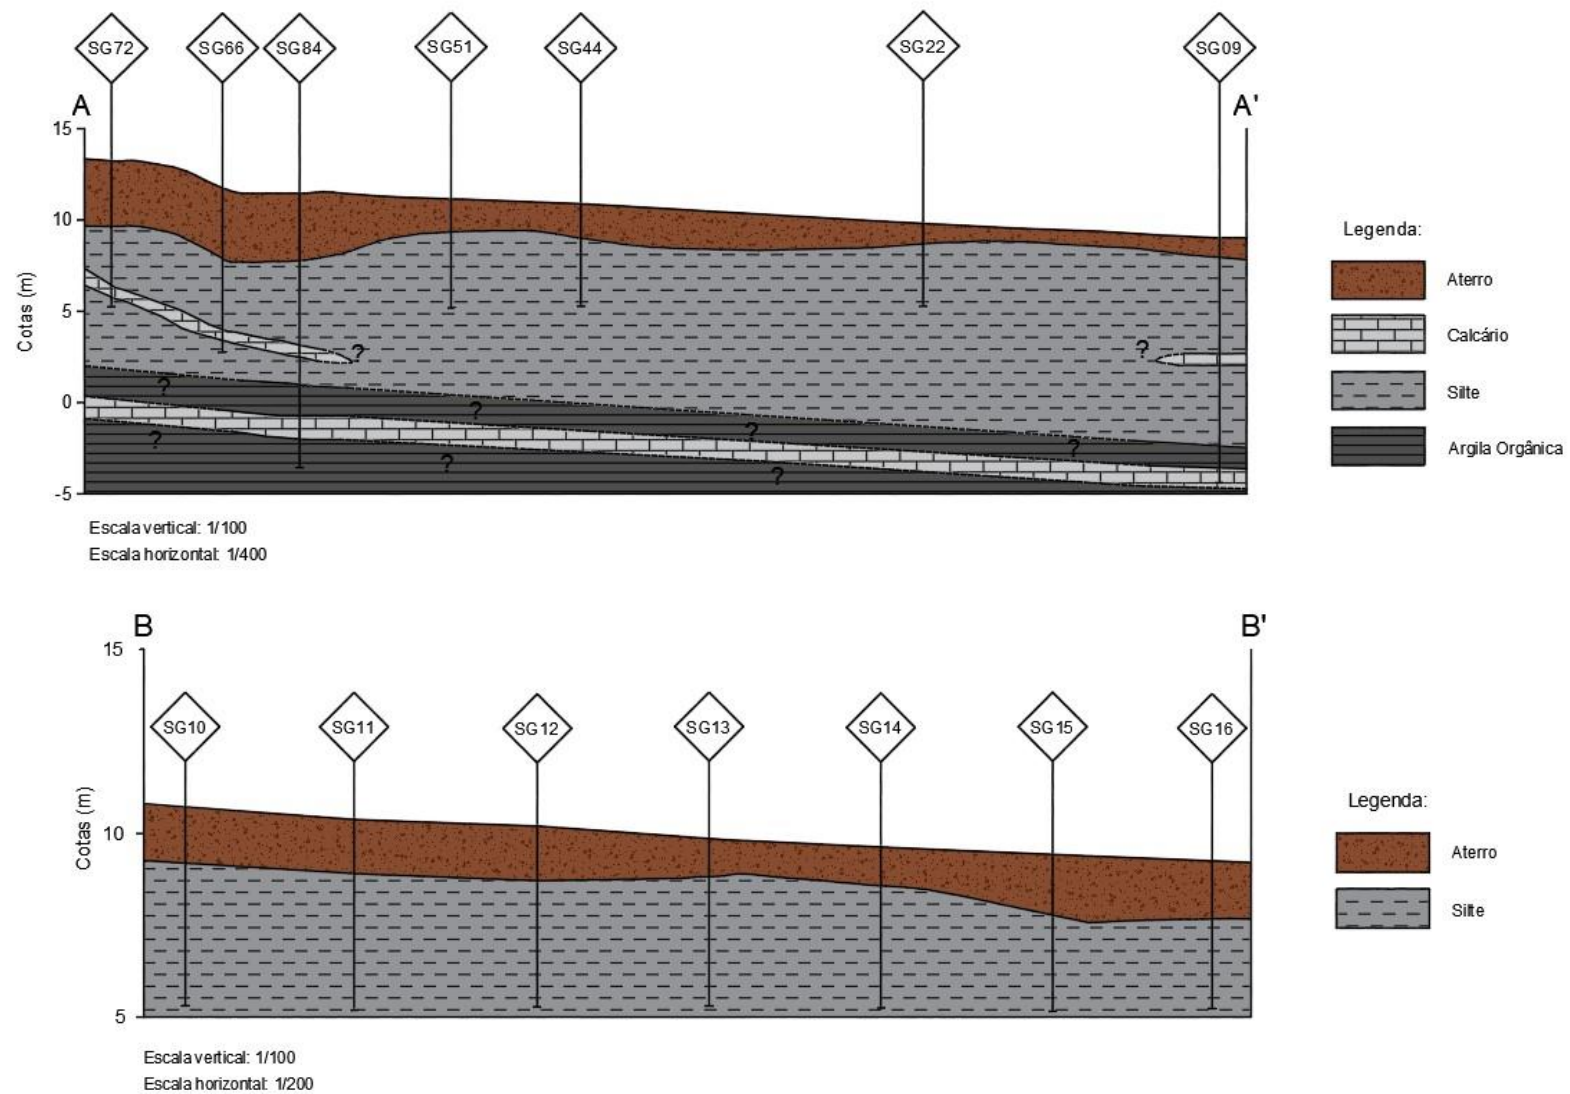 SG72 SG66 SG84 SG51 SG44 SG22 SG09
A A'
15
10
5
0
-5
Cotas (m)
? ?
? ? ? ?
? ? ?
Legenda:
Aterro
Calcário
Silte
Argila Orgânica
Escala vertical: 1/100
Escala horizontal: 1/400
B B'
15
10
5
Cotas (m)
SG10 SG11 SG12 SG13 SG14 SG15 SG16
Legenda:
Aterro
Silte
Escala vertical: 1/100
Escala horizontal: 1/200